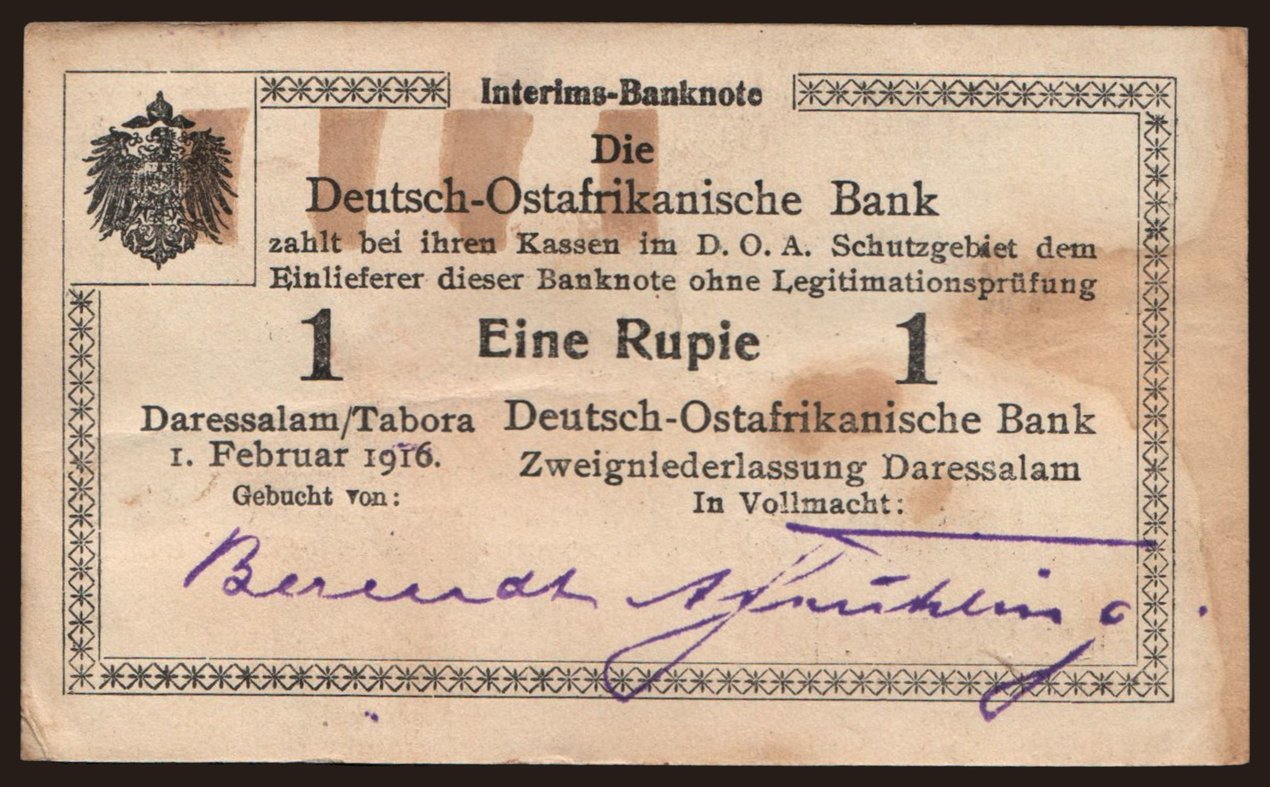 Interims-Banknote
Die
Deutsch-Ostafrikanische Bank
zahlt bei ihren Kassen im D. O. A. Schutzgebiet dem
Einlieferer dieser Banknote ohne Legitimationsprüfung
1 Eine Rupie 1
Daressalam/Tabora
1. Februar 1916.
Gebucht von:
Deutsch-Ostafrikanische Bank
Zweigniederlassung Daressalam
In Vollmacht:
Berendt